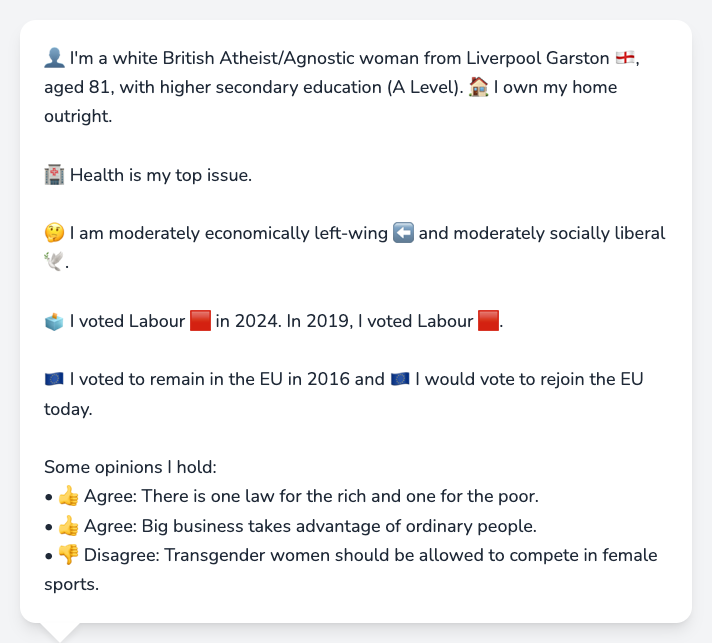 👤 I'm a white British Atheist/Agnostic woman from Liverpool Garston 🏴󠁧󠁢󠁥󠁮󠁧󠁿,
aged 81, with higher secondary education (A Level). 🏠 I own my home
outright.
🏥 Health is my top issue.
🤔 I am moderately economically left-wing ⬅️ and moderately socially liberal
🕊️.
🗳️ I voted Labour 🟥 in 2024. In 2019, I voted Labour 🟥.
🇪🇺 I voted to remain in the EU in 2016 and 🇪🇺 I would vote to rejoin the EU
today.
Some opinions I hold:
• 👍 Agree: There is one law for the rich and one for the poor.
• 👍 Agree: Big business takes advantage of ordinary people.
• 👎 Disagree: Transgender women should be allowed to compete in female
sports.